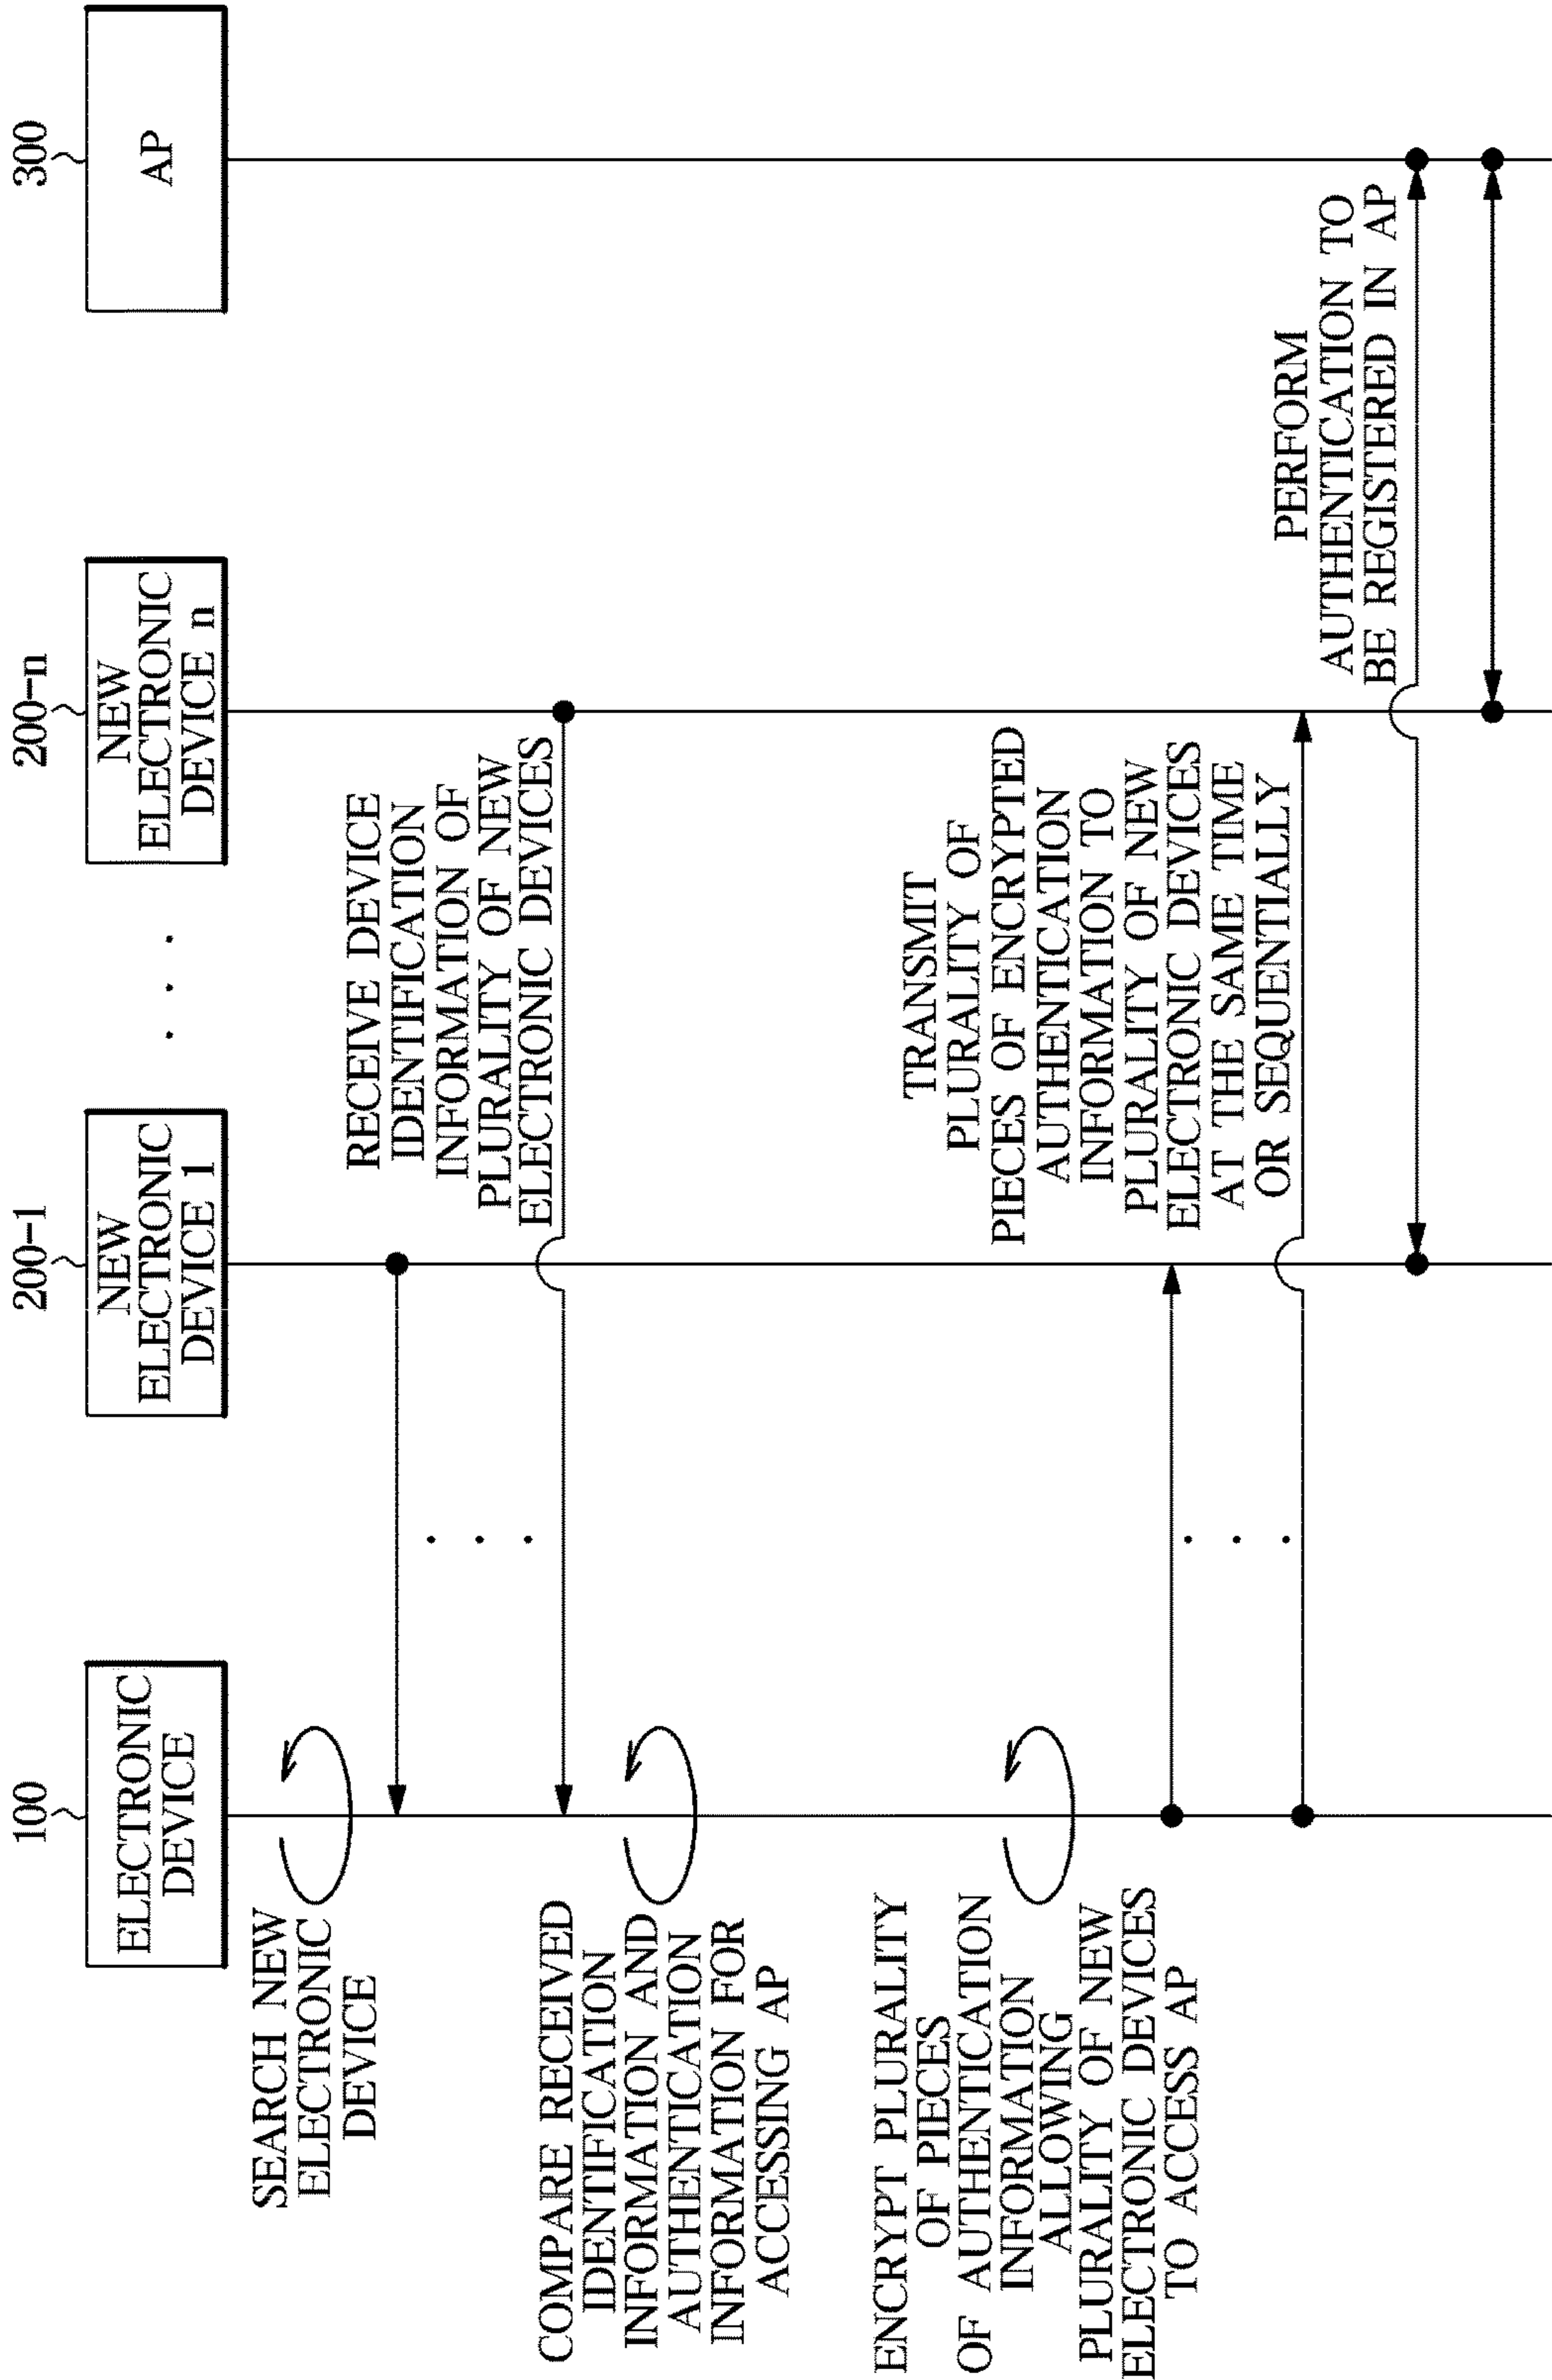 100
200-1
200-n
300
ELECTRONIC
DEVICE
NEW
ELECTRONIC
DEVICE 1
. . .
NEW
ELECTRONIC
DEVICE n
AP
SEARCH NEW
ELECTRONIC
DEVICE
RECEIVE DEVICE
IDENTIFICATION
INFORMATION OF
PLURALITY OF NEW
ELECTRONIC DEVICES
. . .
COMPARE RECEIVED
IDENTIFICATION
INFORMATION AND
AUTHENTICATION
INFORMATION FOR
ACCESSING AP
ENCRYPT PLURALITY
OF PIECES
OF AUTHENTICATION
INFORMATION
ALLOWING
PLURALITY OF NEW
ELECTRONIC DEVICES
TO ACCESS AP
TRANSMIT
PLURALITY OF
PIECES OF ENCRYPTED
AUTHENTICATION
INFORMATION TO
PLURALITY OF NEW
ELECTRONIC DEVICES
AT THE SAME TIME
OR SEQUENTIALLY
. . .
PERFORM
AUTHENTICATION TO
BE REGISTERED IN AP